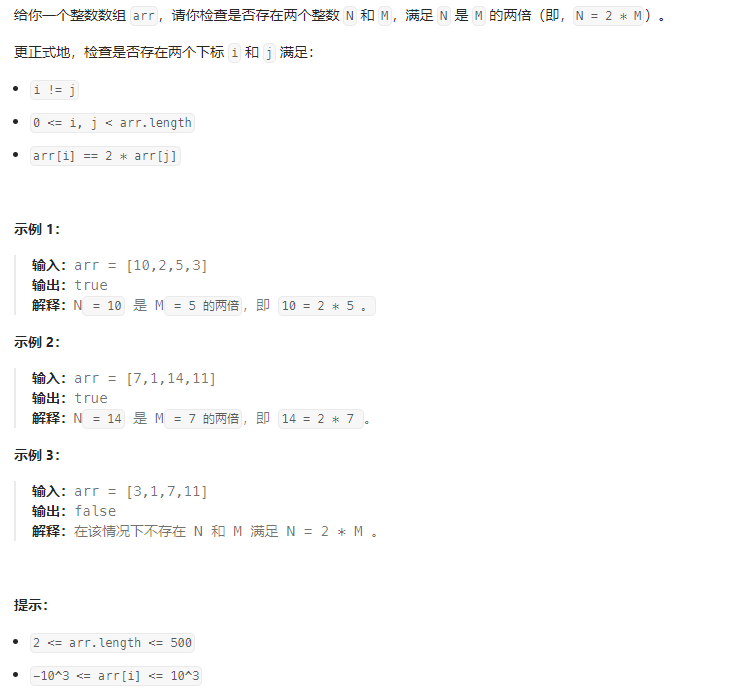 给你一个整数数组 arr，请你检查是否存在两个整数 N 和 M，满足 N 是 M 的两倍（即，N = 2 * M）。
更正式地，检查是否存在两个下标 i 和 j 满足：
i != j
0 <= i, j < arr.length
arr[i] == 2 * arr[j]
示例 1：
输入：arr = [10,2,5,3]
输出：true
解释：N = 10 是 M = 5 的两倍，即 10 = 2 * 5 。
示例 2：
输入：arr = [7,1,14,11]
输出：true
解释：N = 14 是 M = 7 的两倍，即 14 = 2 * 7 。
示例 3：
输入：arr = [3,1,7,11]
输出：false
解释：在该情况下不存在 N 和 M 满足 N = 2 * M 。
提示：
2 <= arr.length <= 500
-10^3 <= arr[i] <= 10^3